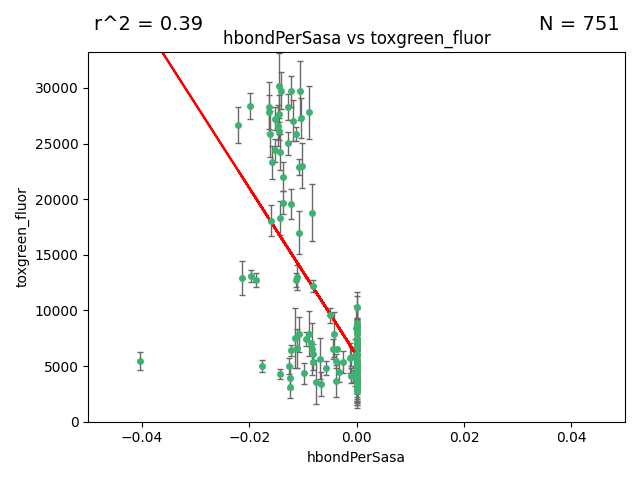 r^2 = 0.39
N = 751
hbondPerSasa vs toxgreen_fluor
30000
25000
20000
15000
10000
5000
0
toxgreen_fluor
−0.04
−0.02
0.00
0.02
0.04
hbondPerSasa